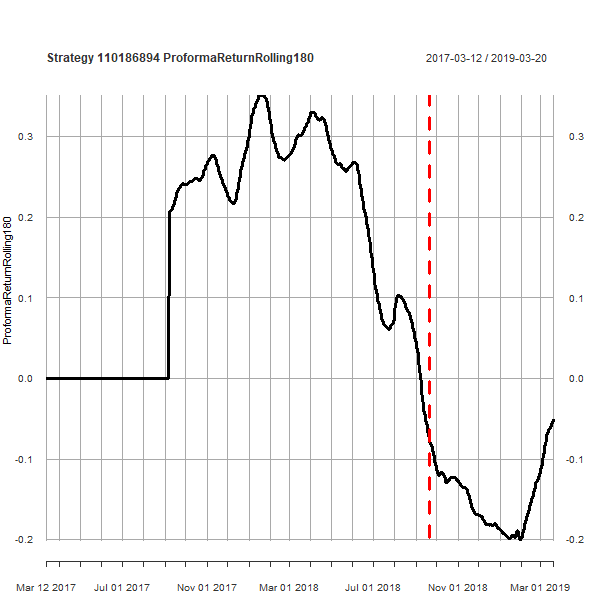 Strategy 110186894 ProformaReturnRolling180
2017-03-12 / 2019-03-20
ProformaReturnRolling180
0.3
0.2
0.1
0.0
-0.1
-0.2
0.3
0.2
0.1
0.0
-0.1
-0.2
Mar 12 2017
Jul 01 2017
Nov 01 2017
Mar 01 2018
Jul 01 2018
Nov 01 2018
Mar 01 2019